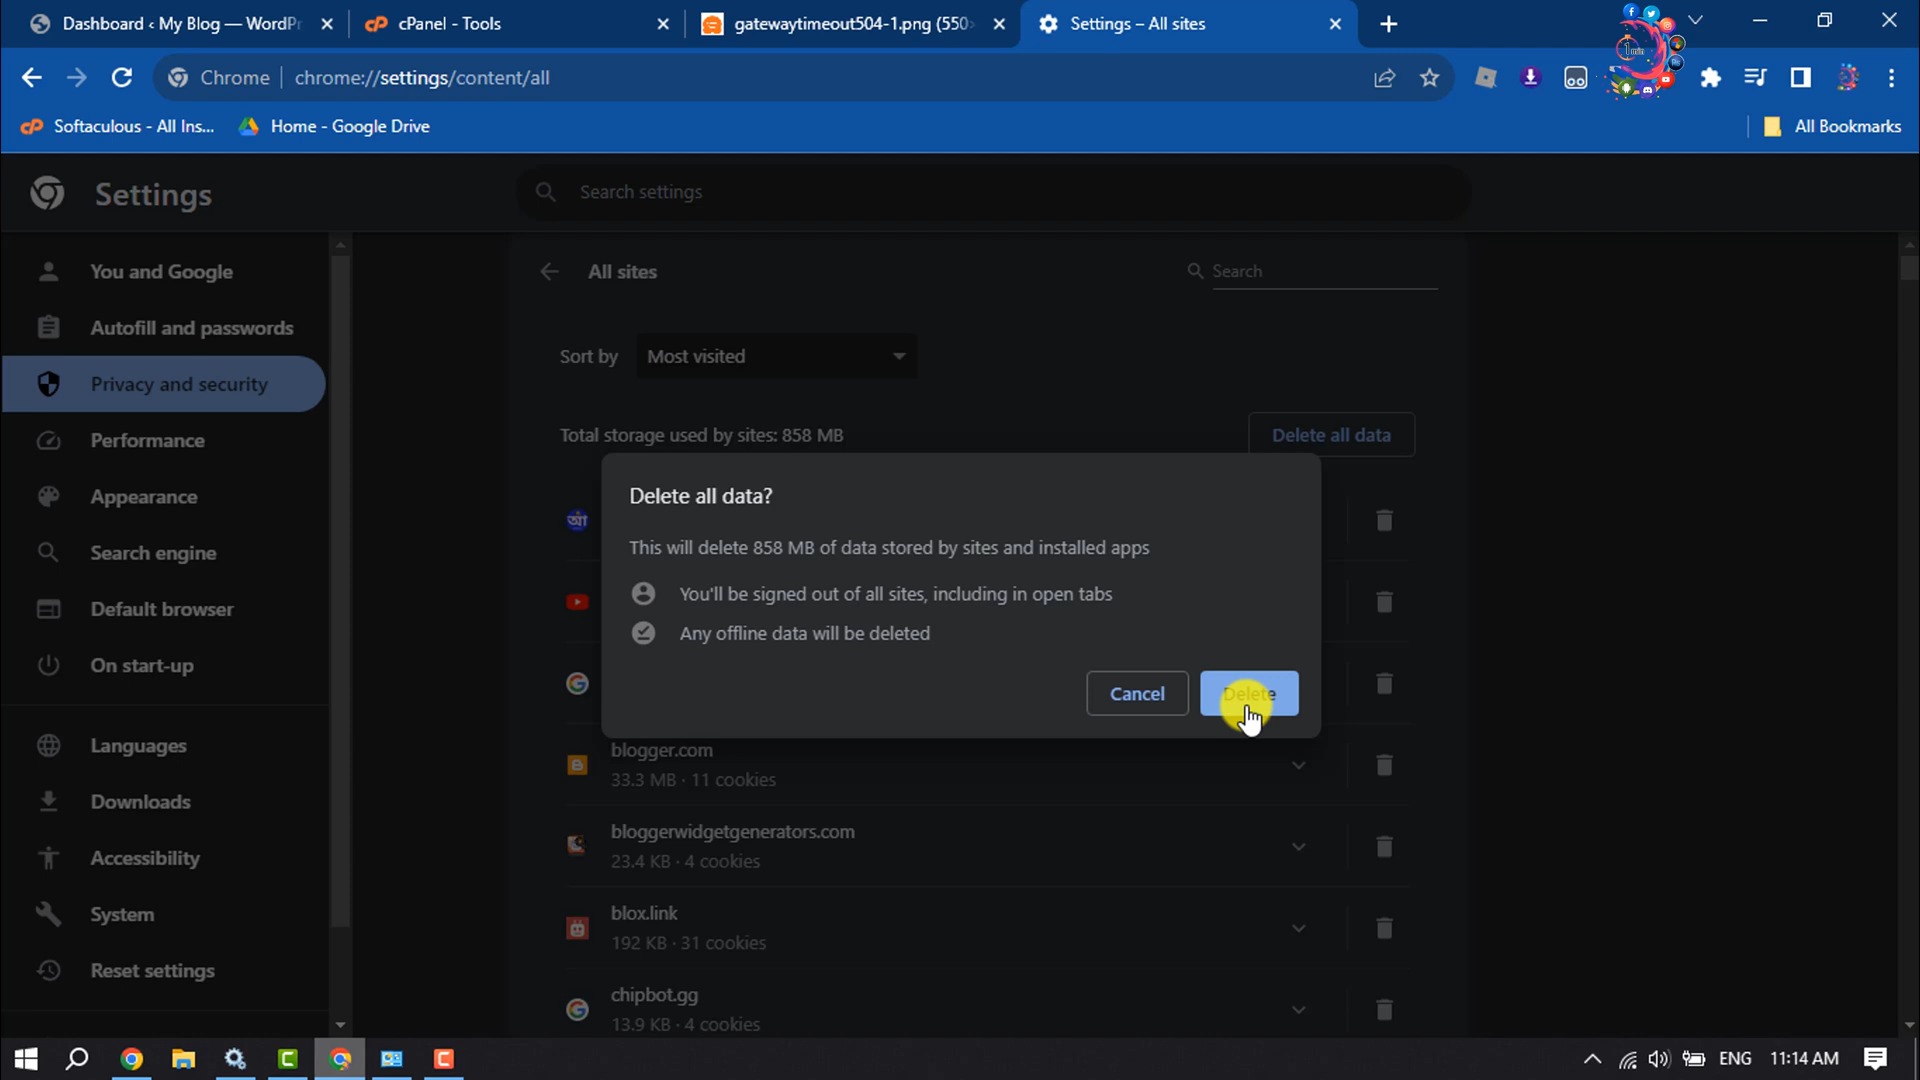 Dashboard ‹ My Blog — WordPr
cPanel - Tools
gatewaytimeout504-1.png (550×
Settings – All sites
Chrome
chrome://settings/content/all
1min
Softaculous - All Ins...
Home - Google Drive
All Bookmarks
Settings
Search settings
You and Google
Autofill and passwords
Privacy and security
Performance
Appearance
Search engine
Default browser
On start-up
Languages
Downloads
Accessibility
System
Reset settings
All sites
Search
Sort by
Most visited
Total storage used by sites: 858 MB
Delete all data
Delete all data?
This will delete 858 MB of data stored by sites and installed apps
You'll be signed out of all sites, including in open tabs
Any offline data will be deleted
Cancel
Delete
blogger.com
33.3 MB · 11 cookies
bloggerwidgetgenerators.com
23.4 KB · 4 cookies
blox.link
192 KB · 31 cookies
chipbot.gg
13.9 KB · 4 cookies
ENG
11:14 AM